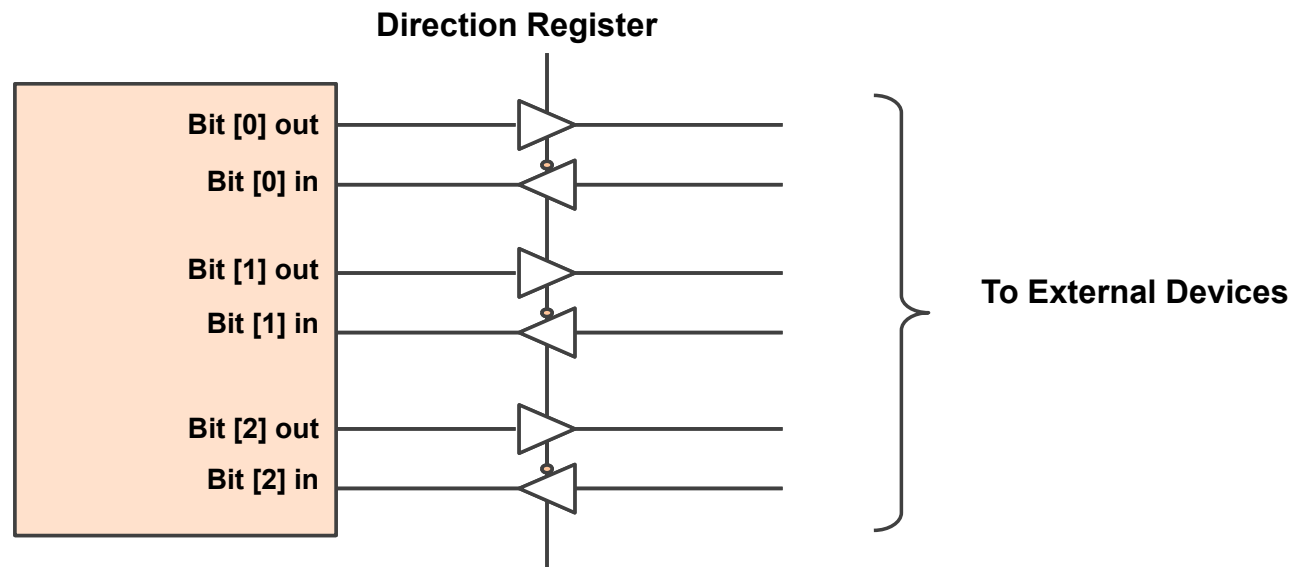 Direction Register
Bit [0] out
Bit [0] in
Bit [1] out
Bit [1] in
To External Devices
Bit [2] out
Bit [2] in